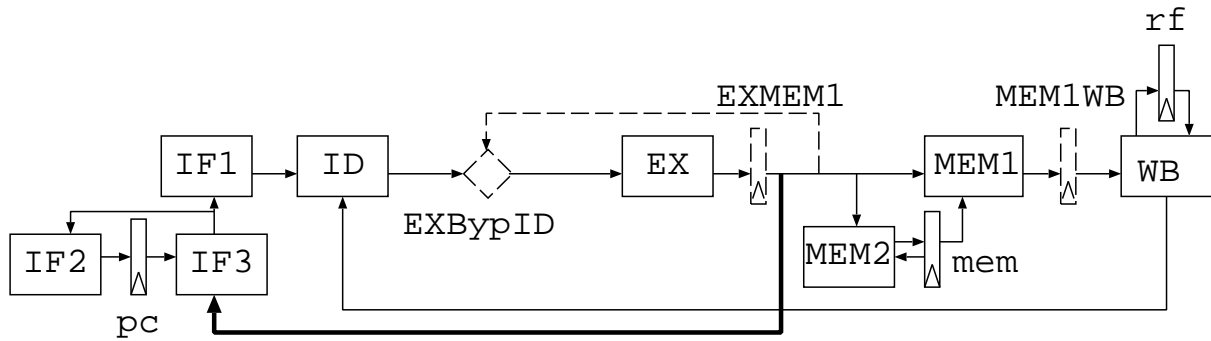 rf
EXMEM1
MEM1WB
IF1
ID
EX
MEM1
WB
EXBypID
IF2
IF3
MEM2
mem
pc